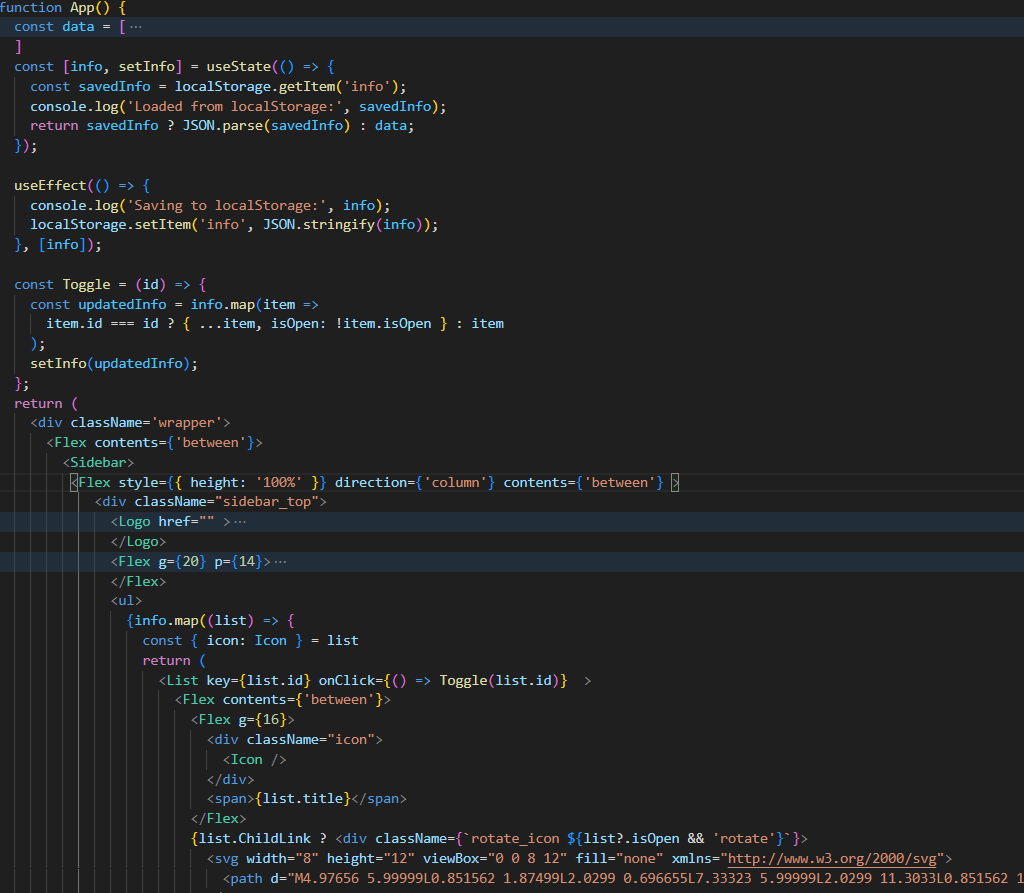 function App() {
const data = [ ···
]
const [info, setInfo] = useState(() => {
const savedInfo = localStorage.getItem('info');
console.log('Loaded from localStorage:', savedInfo);
return savedInfo ? JSON.parse(savedInfo) : data;
});
useEffect(() => {
console.log('Saving to localStorage:', info);
localStorage.setItem('info', JSON.stringify(info));
}, [info]);
const Toggle = (id) => {
const updatedInfo = info.map(item =>
item.id === id ? { ...item, isOpen: !item.isOpen } : item
);
setInfo(updatedInfo);
};
return (
<div className='wrapper'>
<Flex contents={'between'}>
<Sidebar>
<Flex style={{ height: '100%' }} direction={'column'} contents={'between'} >
<div className="sidebar_top">
<Logo href="" > ···
</Logo>
<Flex g={20} p={14}> ···
</Flex>
<ul>
{info.map((list) => {
const { icon: Icon } = list
return (
<List key={list.id} onClick={() => Toggle(list.id)}  >
<Flex contents={'between'}>
<Flex g={16}>
<div className="icon">
<Icon />
</div>
<span>{list.title}</span>
</Flex>
{list.ChildLink ? <div className={`rotate_icon ${list?.isOpen && 'rotate'}`}>
<svg width="8" height="12" viewBox="0 0 8 12" fill="none" xmlns="http://www.w3.org/2000/svg">
<path d="M4.97656 5.99999L0.851562 1.87499L2.0299 0.696655L7.33323 5.99999L2.0299 11.3033L0.851562 1